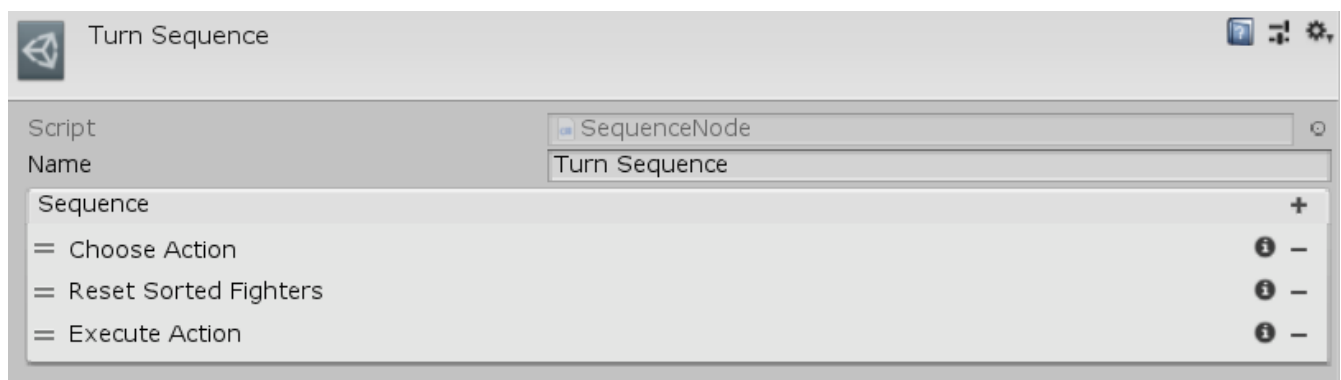 Turn Sequence
Script SequenceNode
Name Turn Sequence
Sequence
Choose Action
Reset Sorted Fighters
Execute Action